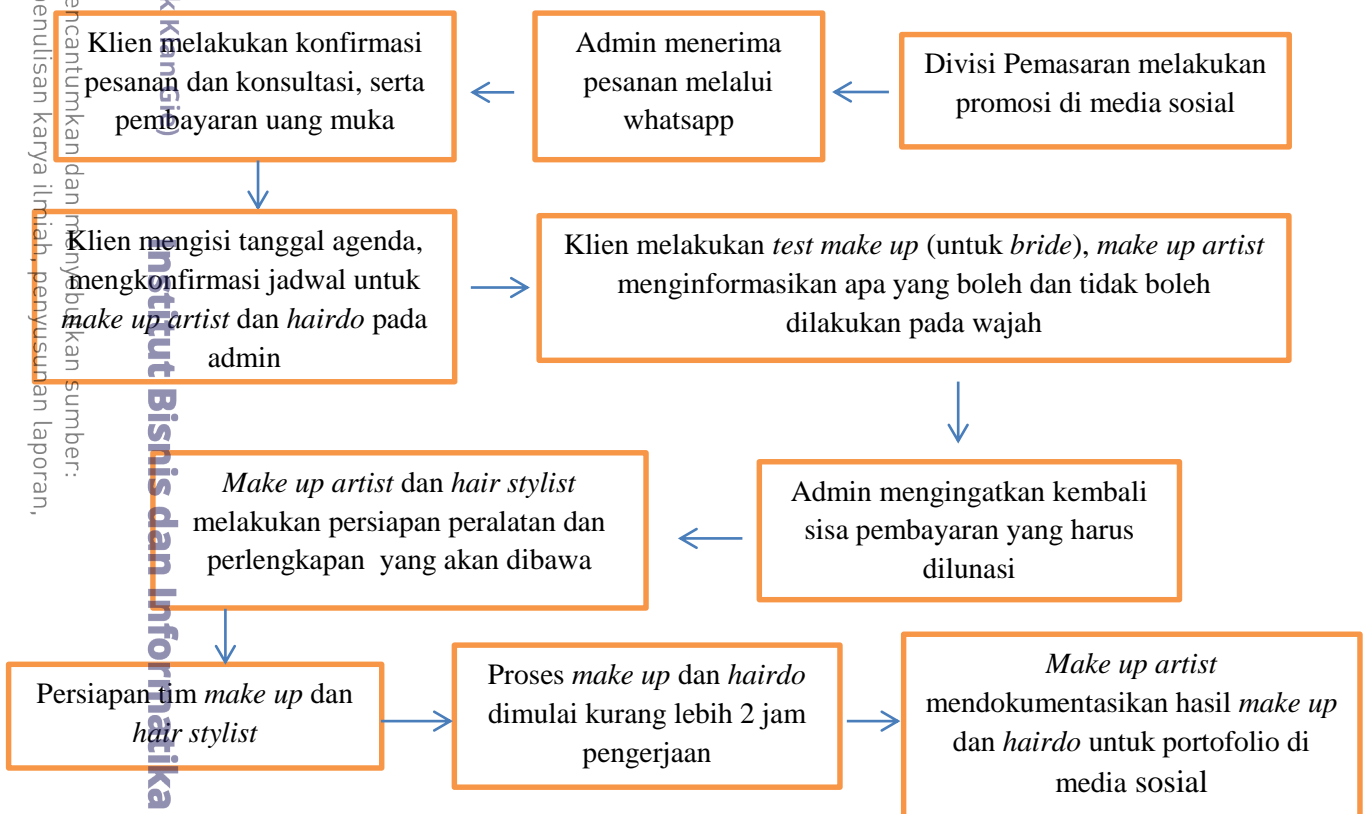 Klien melakukan konfirmasi
pesanan dan konsultasi, serta
pembayaran uang muka
Admin menerima
pesanan melalui
whatsapp
Divisi Pemasaran melakukan
promosi di media sosial
Klien mengisi tanggal agenda,
mengkonfirmasi jadwal untuk
make up artist dan hairdo pada
admin
Klien melakukan test make up (untuk bride), make up artist
menginformasikan apa yang boleh dan tidak boleh
dilakukan pada wajah
Make up artist dan hair stylist
melakukan persiapan peralatan dan
perlengkapan yang akan dibawa
Admin mengingatkan kembali
sisa pembayaran yang harus
dilunasi
Persiapan tim make up dan
hair stylist
Proses make up dan hairdo
dimulai kurang lebih 2 jam
pengerjaan
Make up artist
mendokumentasikan hasil make up
dan hairdo untuk portofolio di
media sosial
k Kian Gie)
Institut Bisnis dan Informatika
encantumkan dan menyebutkan sumber:
penulisan karya ilmiah, penyusunan laporan,